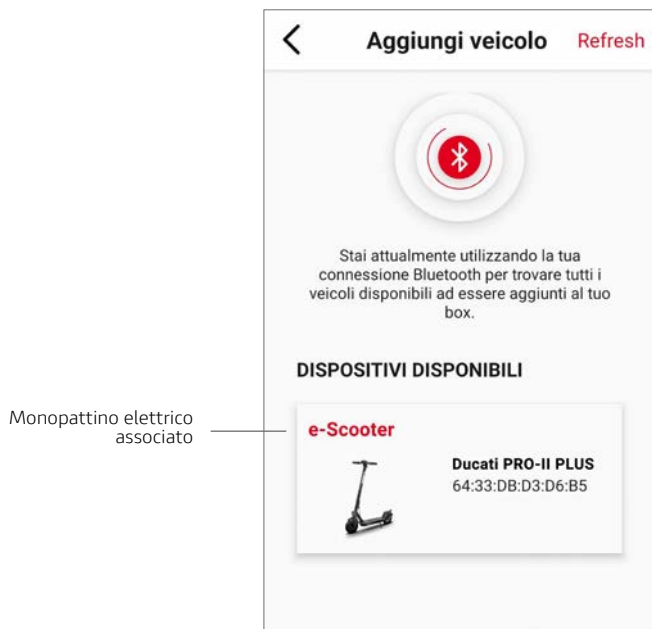 Aggiungi veicolo Refresh
Stai attualmente utilizzando la tua
connessione Bluetooth per trovare tutti i
veicoli disponibili ad essere aggiunti al tuo
box.
DISPOSITIVI DISPONIBILI
Monopattino elettrico
associato
e-Scooter
Ducati PRO-II PLUS
64:33:DB:D3:D6:B5